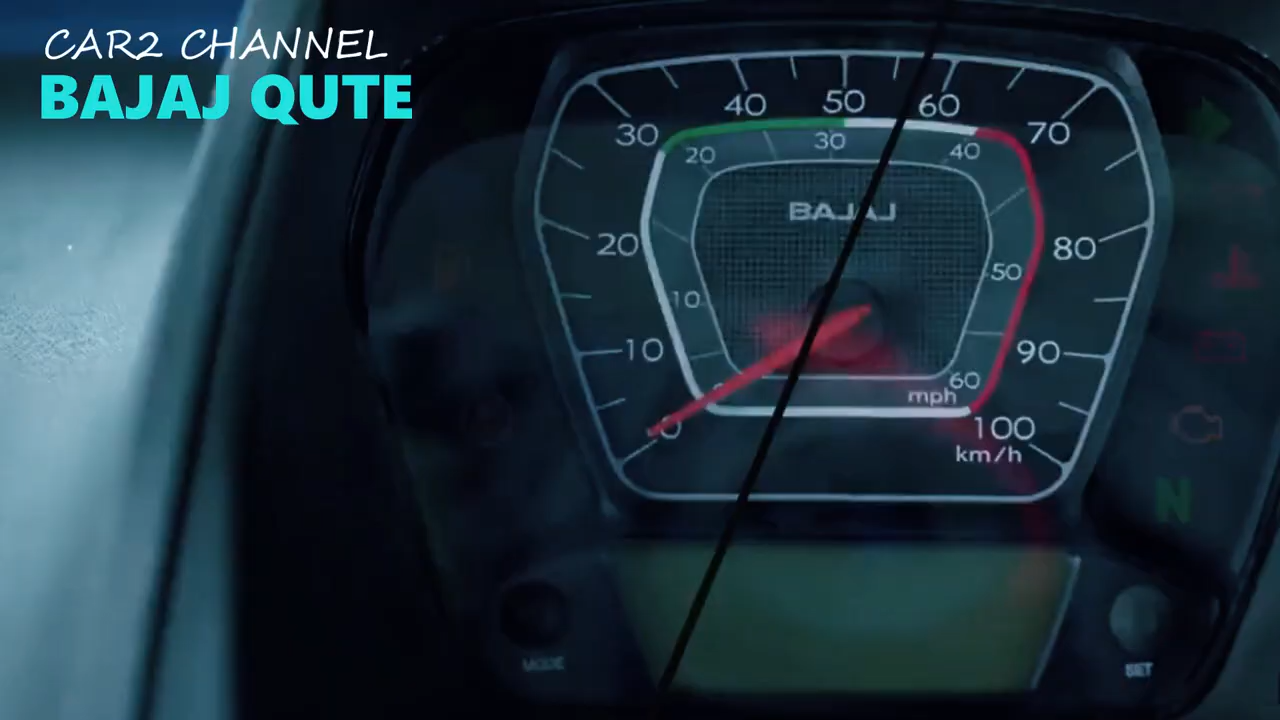 CAR2 CHANNEL
BAJAJ QUTE
40 50 60
30 70
20 30 40
BAJAJ
20 80
10 50
10 90
60
mph
0 100
km/h
N
MODE SET